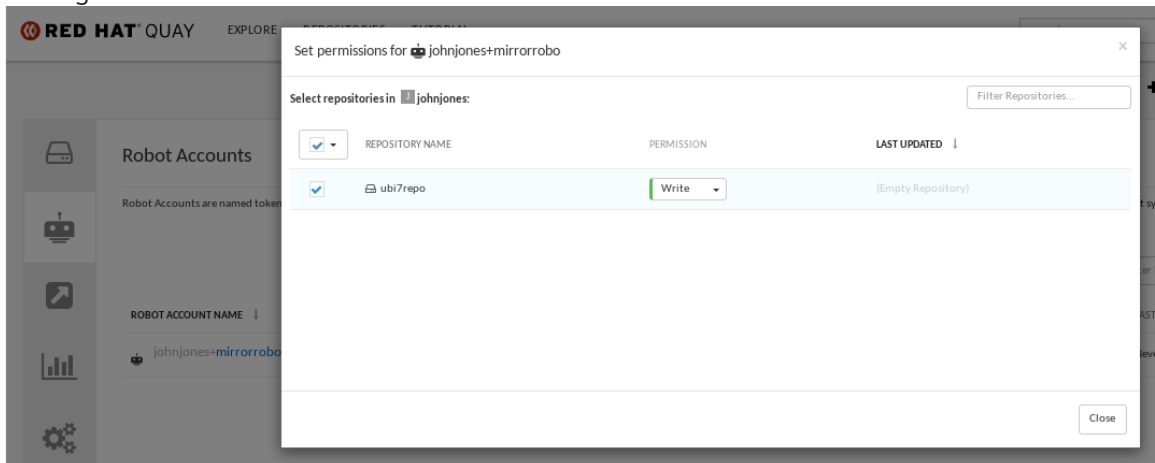 RED HAT QUAY EXPLORE
Set permissions for johnjones+mirrorrobo ×
Select repositories in J johnjones: Filter Repositories...
REPOSITORY NAME PERMISSION LAST UPDATED ↓
ubi7repo Write (Empty Repository)
Robot Accounts
Robot Accounts are named token
ROBOT ACCOUNT NAME ↓
johnjones+mirrorrobo
Close